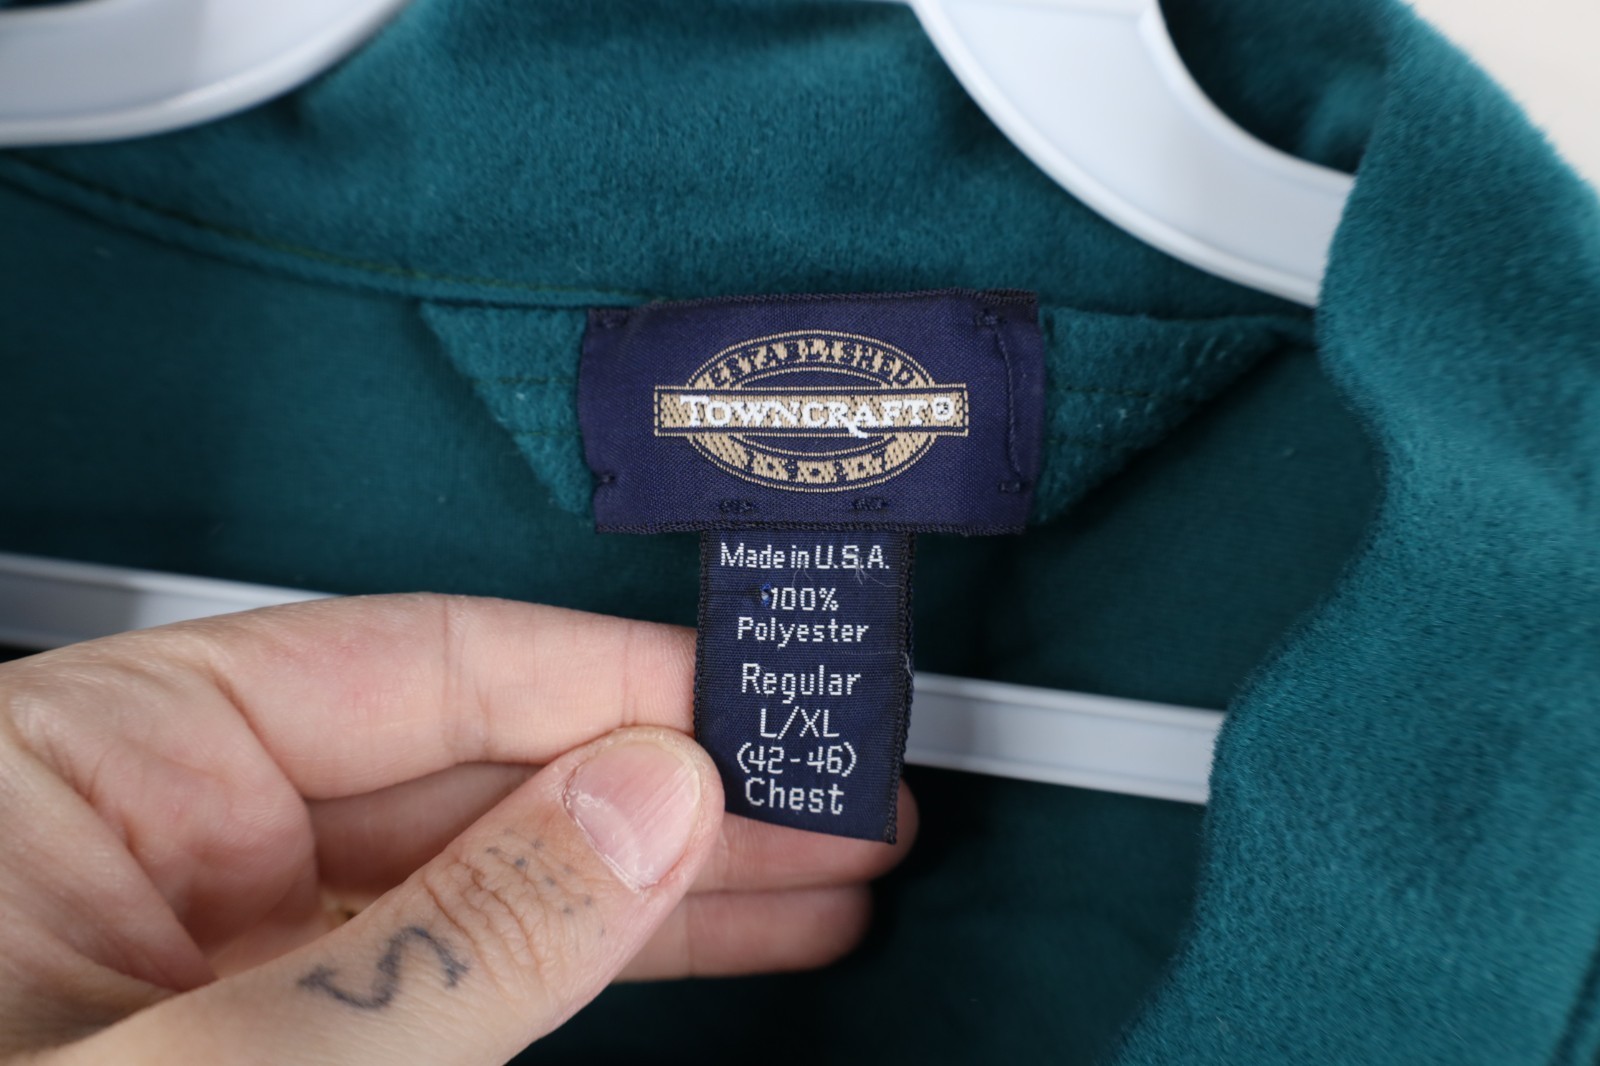 ESTABLISHED
TOWNCRAFT®
Made in U.S.A.
100%
Polyester
Regular
L/XL
(42-46)
Chest